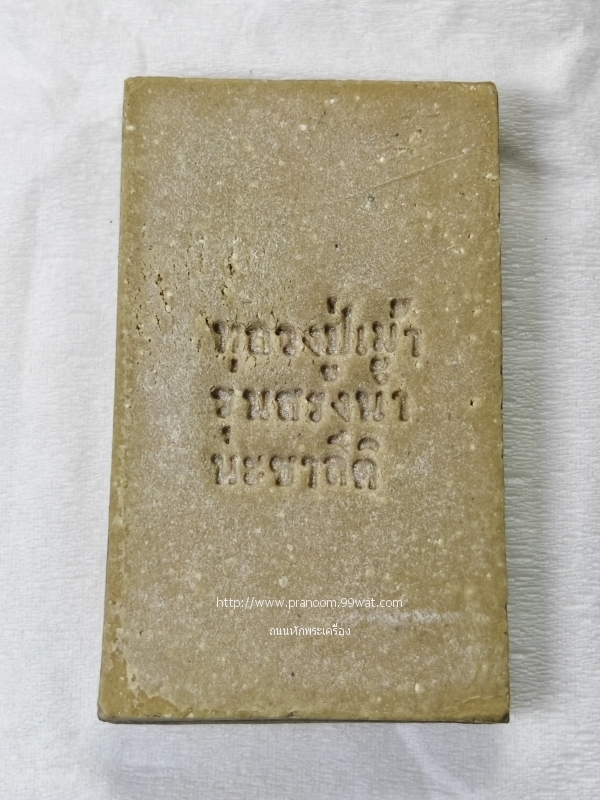 หลวงปู่เมู้า
รุ่นสรงน้ำ
นะชาลีติ
http://www.pranoom.99wat.com
ถนนหักพระเครื่อง